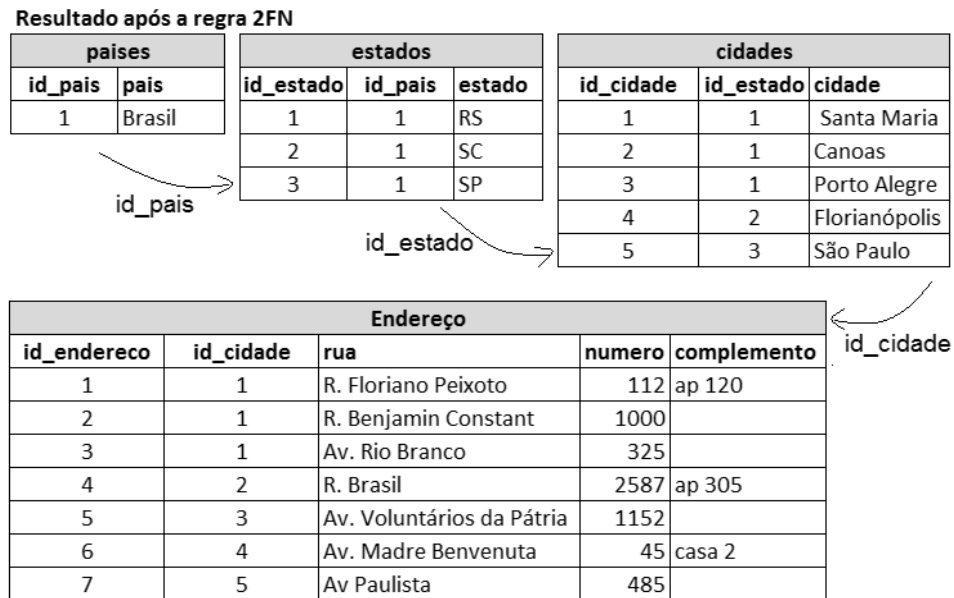 Resultado após a regra 2FN
paises
id_pais pais
1 Brasil
id_pais
estados
id_estado id_pais estado
1 1 RS
2 1 SC
3 1 SP
id_estado
cidades
id_cidade id_estado cidade
1 1 Santa Maria
2 1 Canoas
3 1 Porto Alegre
4 2 Florianópolis
5 3 São Paulo
id_cidade
Endereço
id_endereco id_cidade rua numero complemento
1 1 R. Floriano Peixoto 112 ap 120
2 1 R. Benjamin Constant 1000
3 1 Av. Rio Branco 325
4 2 R. Brasil 2587 ap 305
5 3 Av. Voluntários da Pátria 1152
6 4 Av. Madre Benvenuta 45 casa 2
7 5 Av Paulista 485